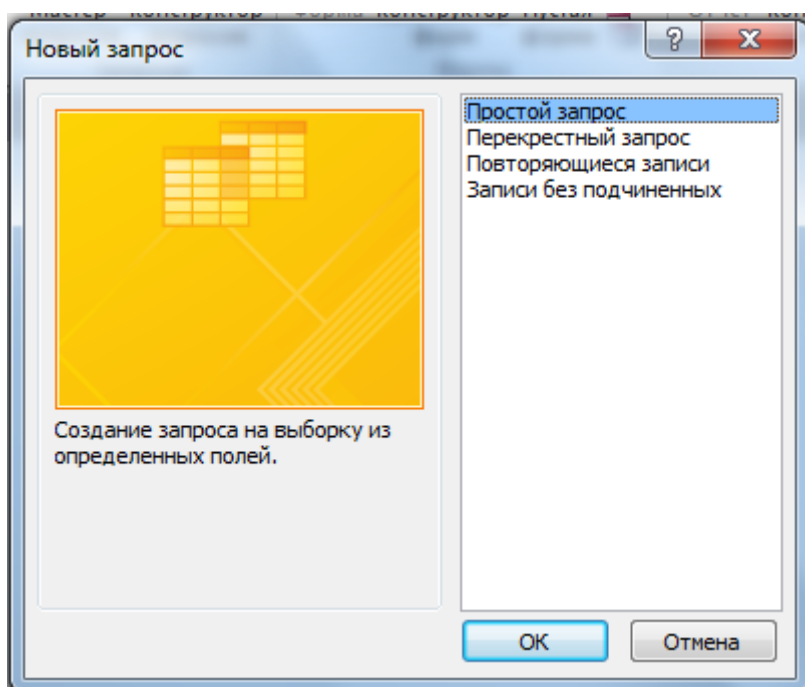 Новый запрос
Простой запрос
Перекрестный запрос
Повторяющиеся записи
Записи без подчиненных
Создание запроса на выборку из
определенных полей.
ОК
Отмена